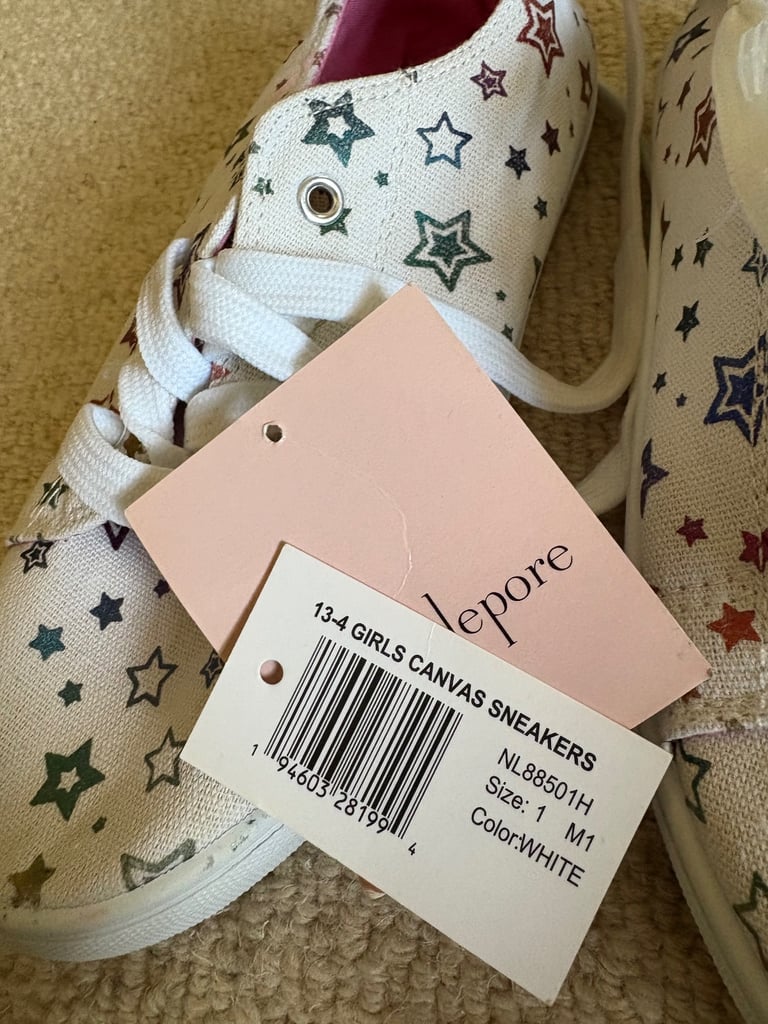 lepore
13-4 GIRLS CANVAS SNEAKERS
NL88501H
Size: 1 M1
Color:WHITE
1 94603 28199 4